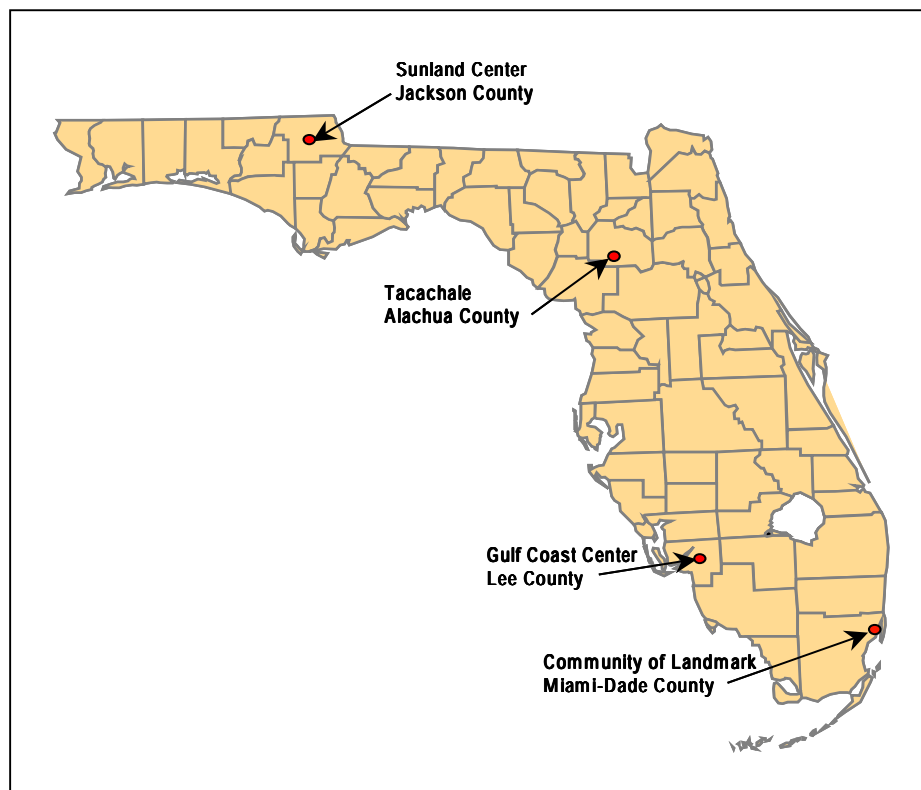 Sunland Center
Jackson County
Tacachale
Alachua County
Gulf Coast Center
Lee County
Community of Landmark
Miami-Dade County